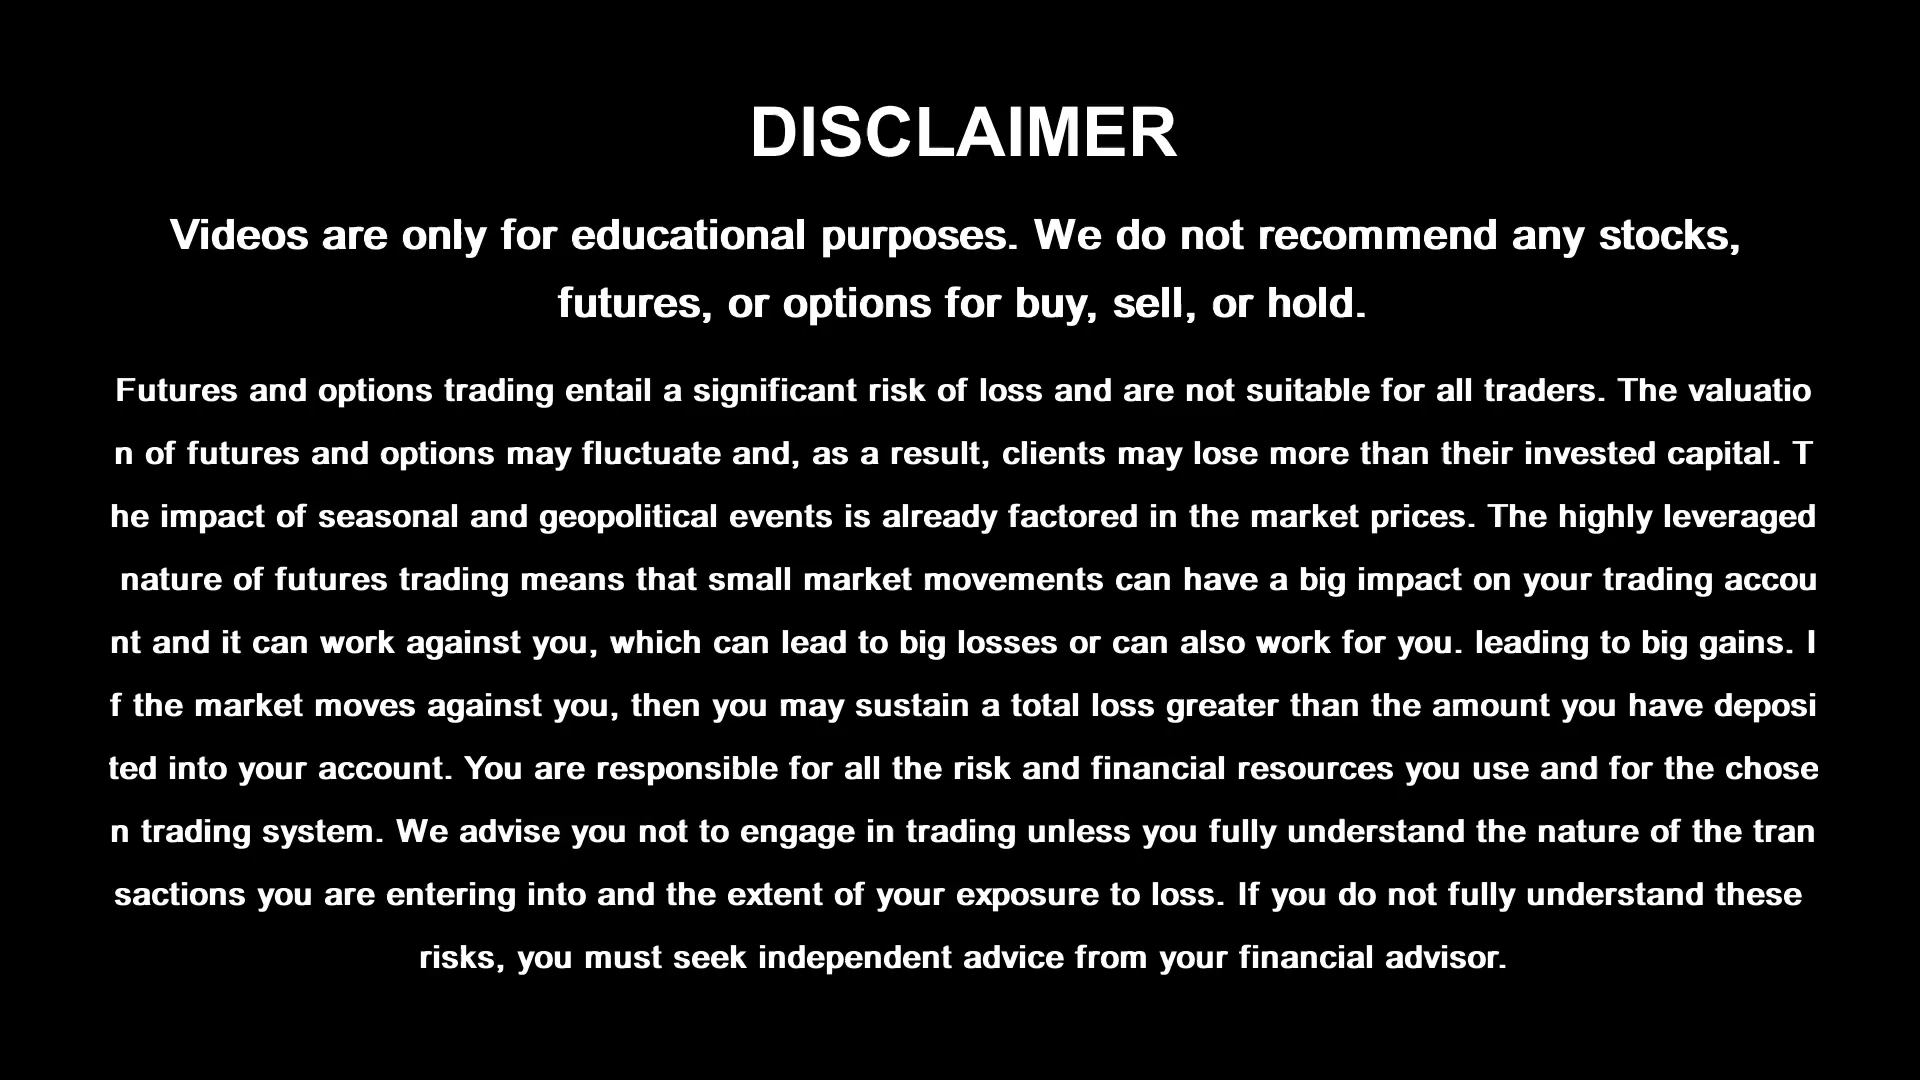 DISCLAIMER
Videos are only for educational purposes. We do not recommend any stocks,
futures, or options for buy, sell, or hold.
Futures and options trading entail a significant risk of loss and are not suitable for all traders. The valuatio
n of futures and options may fluctuate and, as a result, clients may lose more than their invested capital. T
he impact of seasonal and geopolitical events is already factored in the market prices. The highly leveraged
nature of futures trading means that small market movements can have a big impact on your trading accou
nt and it can work against you, which can lead to big losses or can also work for you. leading to big gains. I
f the market moves against you, then you may sustain a total loss greater than the amount you have deposi
ted into your account. You are responsible for all the risk and financial resources you use and for the chose
n trading system. We advise you not to engage in trading unless you fully understand the nature of the tran
sactions you are entering into and the extent of your exposure to loss. If you do not fully understand these
risks, you must seek independent advice from your financial advisor.